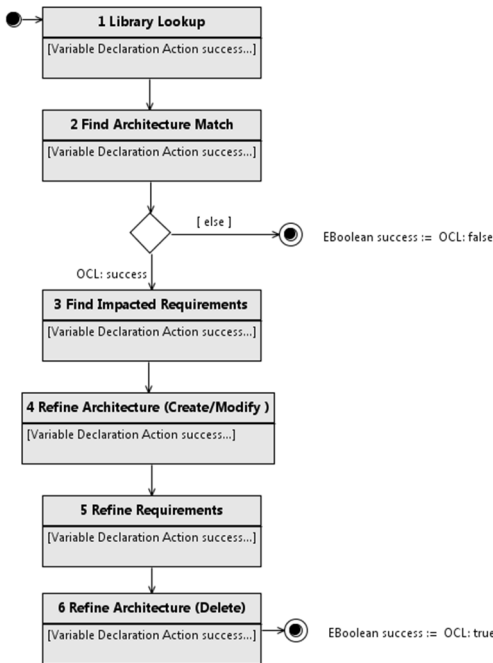 1 Library Lookup
[Variable Declaration Action success...]
2 Find Architecture Match
[Variable Declaration Action success...]
[ else ]
EBoolean success := OCL: false
OCL: success
3 Find Impacted Requirements
[Variable Declaration Action success...]
4 Refine Architecture (Create/Modify )
[Variable Declaration Action success...]
5 Refine Requirements
[Variable Declaration Action success...]
6 Refine Architecture (Delete)
EBoolean success := OCL: true
[Variable Declaration Action success...]